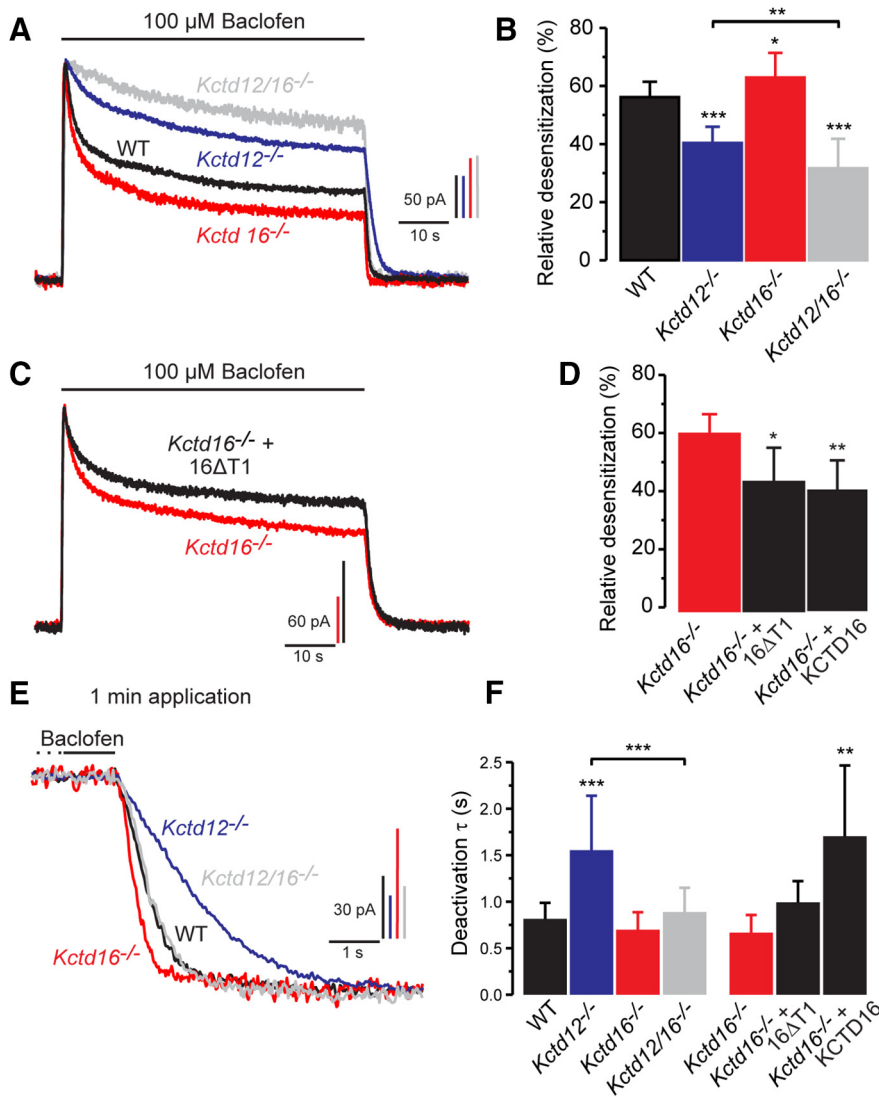 A
100 µM Baclofen
Kctd12/16-/-
WT
Kctd12-/-
Kctd 16-/-
50 pA
10 s
B
Relative desensitization (%)
80
60
40
20
0
***
*
**
***
WT
Kctd12-/-
Kctd16-/-
Kctd12/16-/-
C
100 µM Baclofen
Kctd16-/- +
16ΔT1
Kctd16-/-
60 pA
10 s
D
Relative desensitization (%)
80
60
40
20
0
*
**
Kctd16-/-
Kctd16-/- +
16ΔT1
Kctd16-/- +
KCTD16
E
1 min application
Baclofen
Kctd12-/-
Kctd12/16-/-
WT
Kctd16-/-
30 pA
1 s
F
Deactivation τ (s)
2.5
2.0
1.5
1.0
0.5
0.0
***
***
**
WT
Kctd12-/-
Kctd16-/-
Kctd12/16-/-
Kctd16-/-
Kctd16-/- +
16ΔT1
Kctd16-/- +
KCTD16